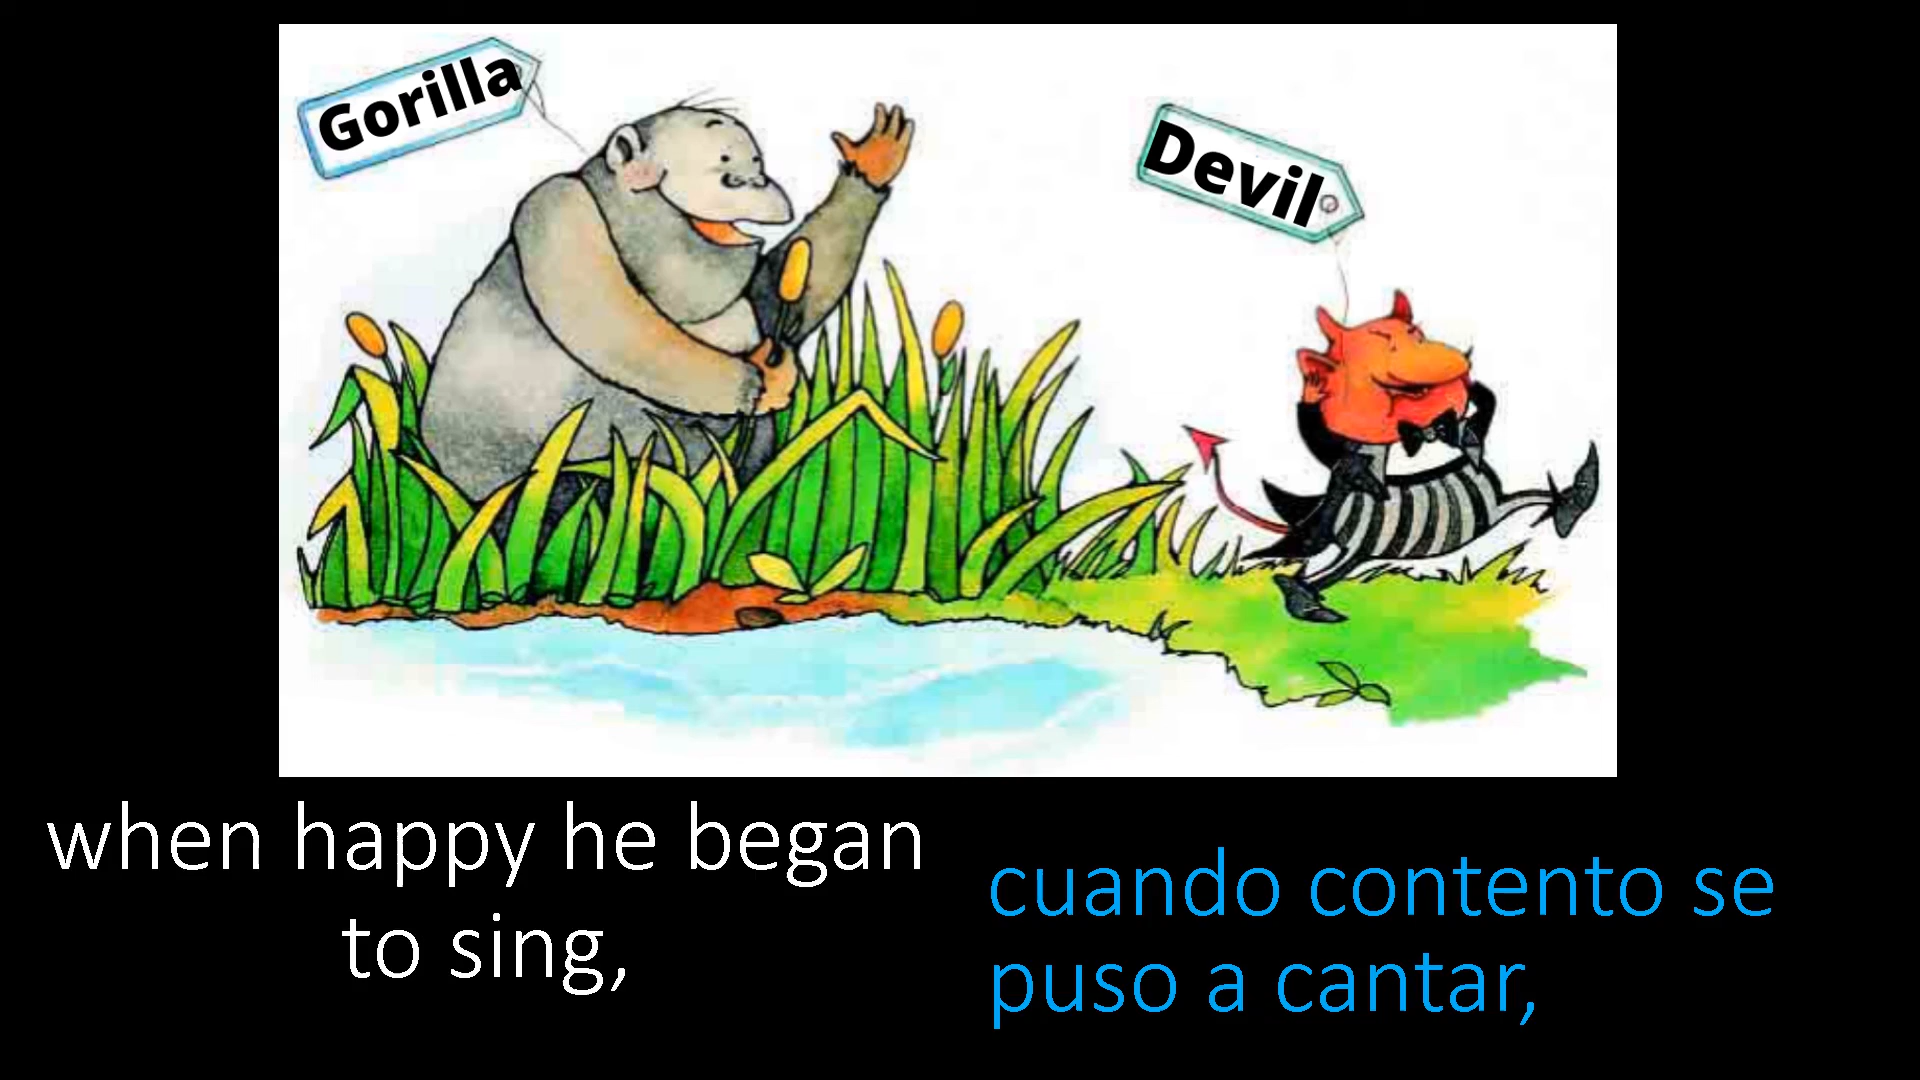 Gorilla
Devil
when happy he began
to sing,
cuando contento se
puso a cantar,